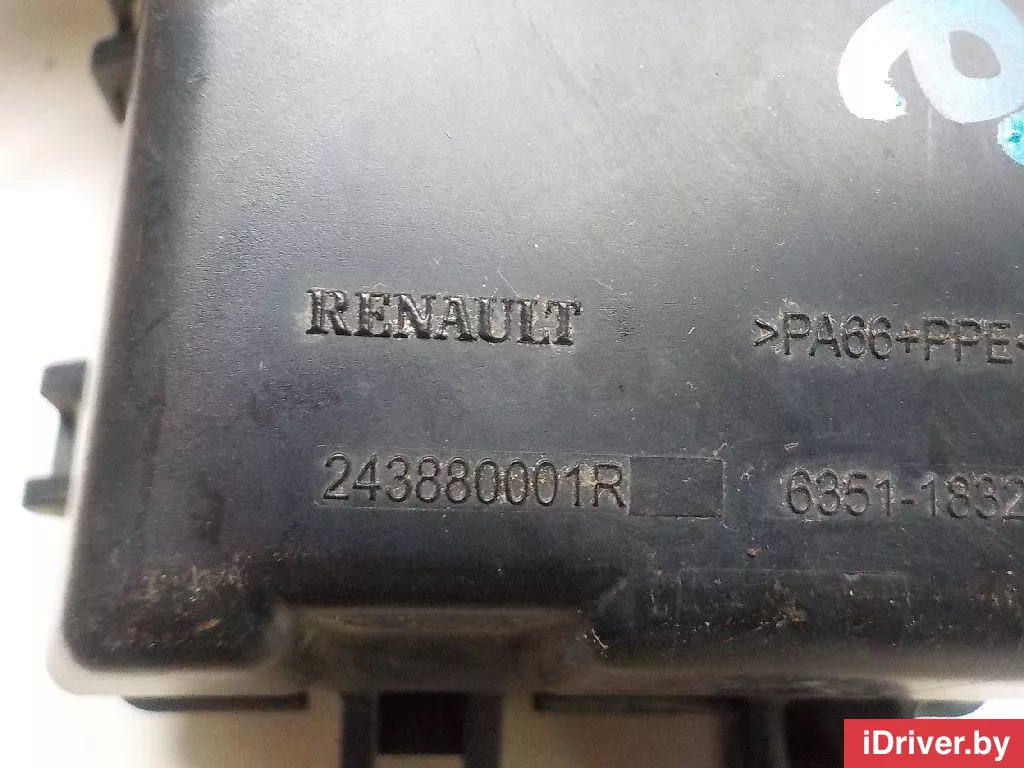 RENAULT
>PA66+PPE
243880001R
6351-1832
iDriver.by